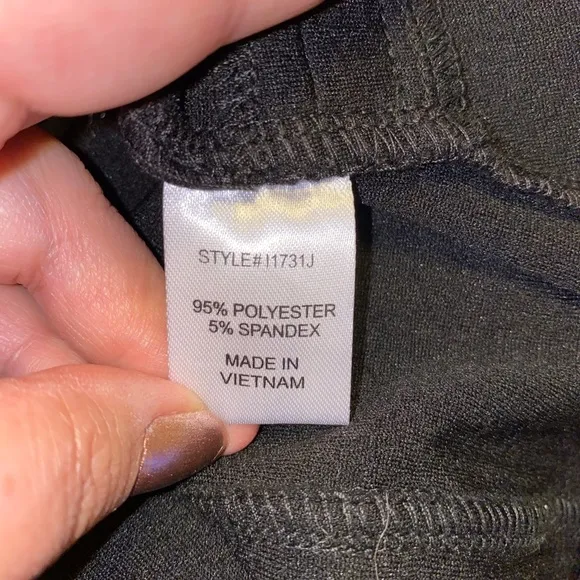 STYLE# I1731J
95% POLYESTER
5% SPANDEX
MADE IN
VIETNAM